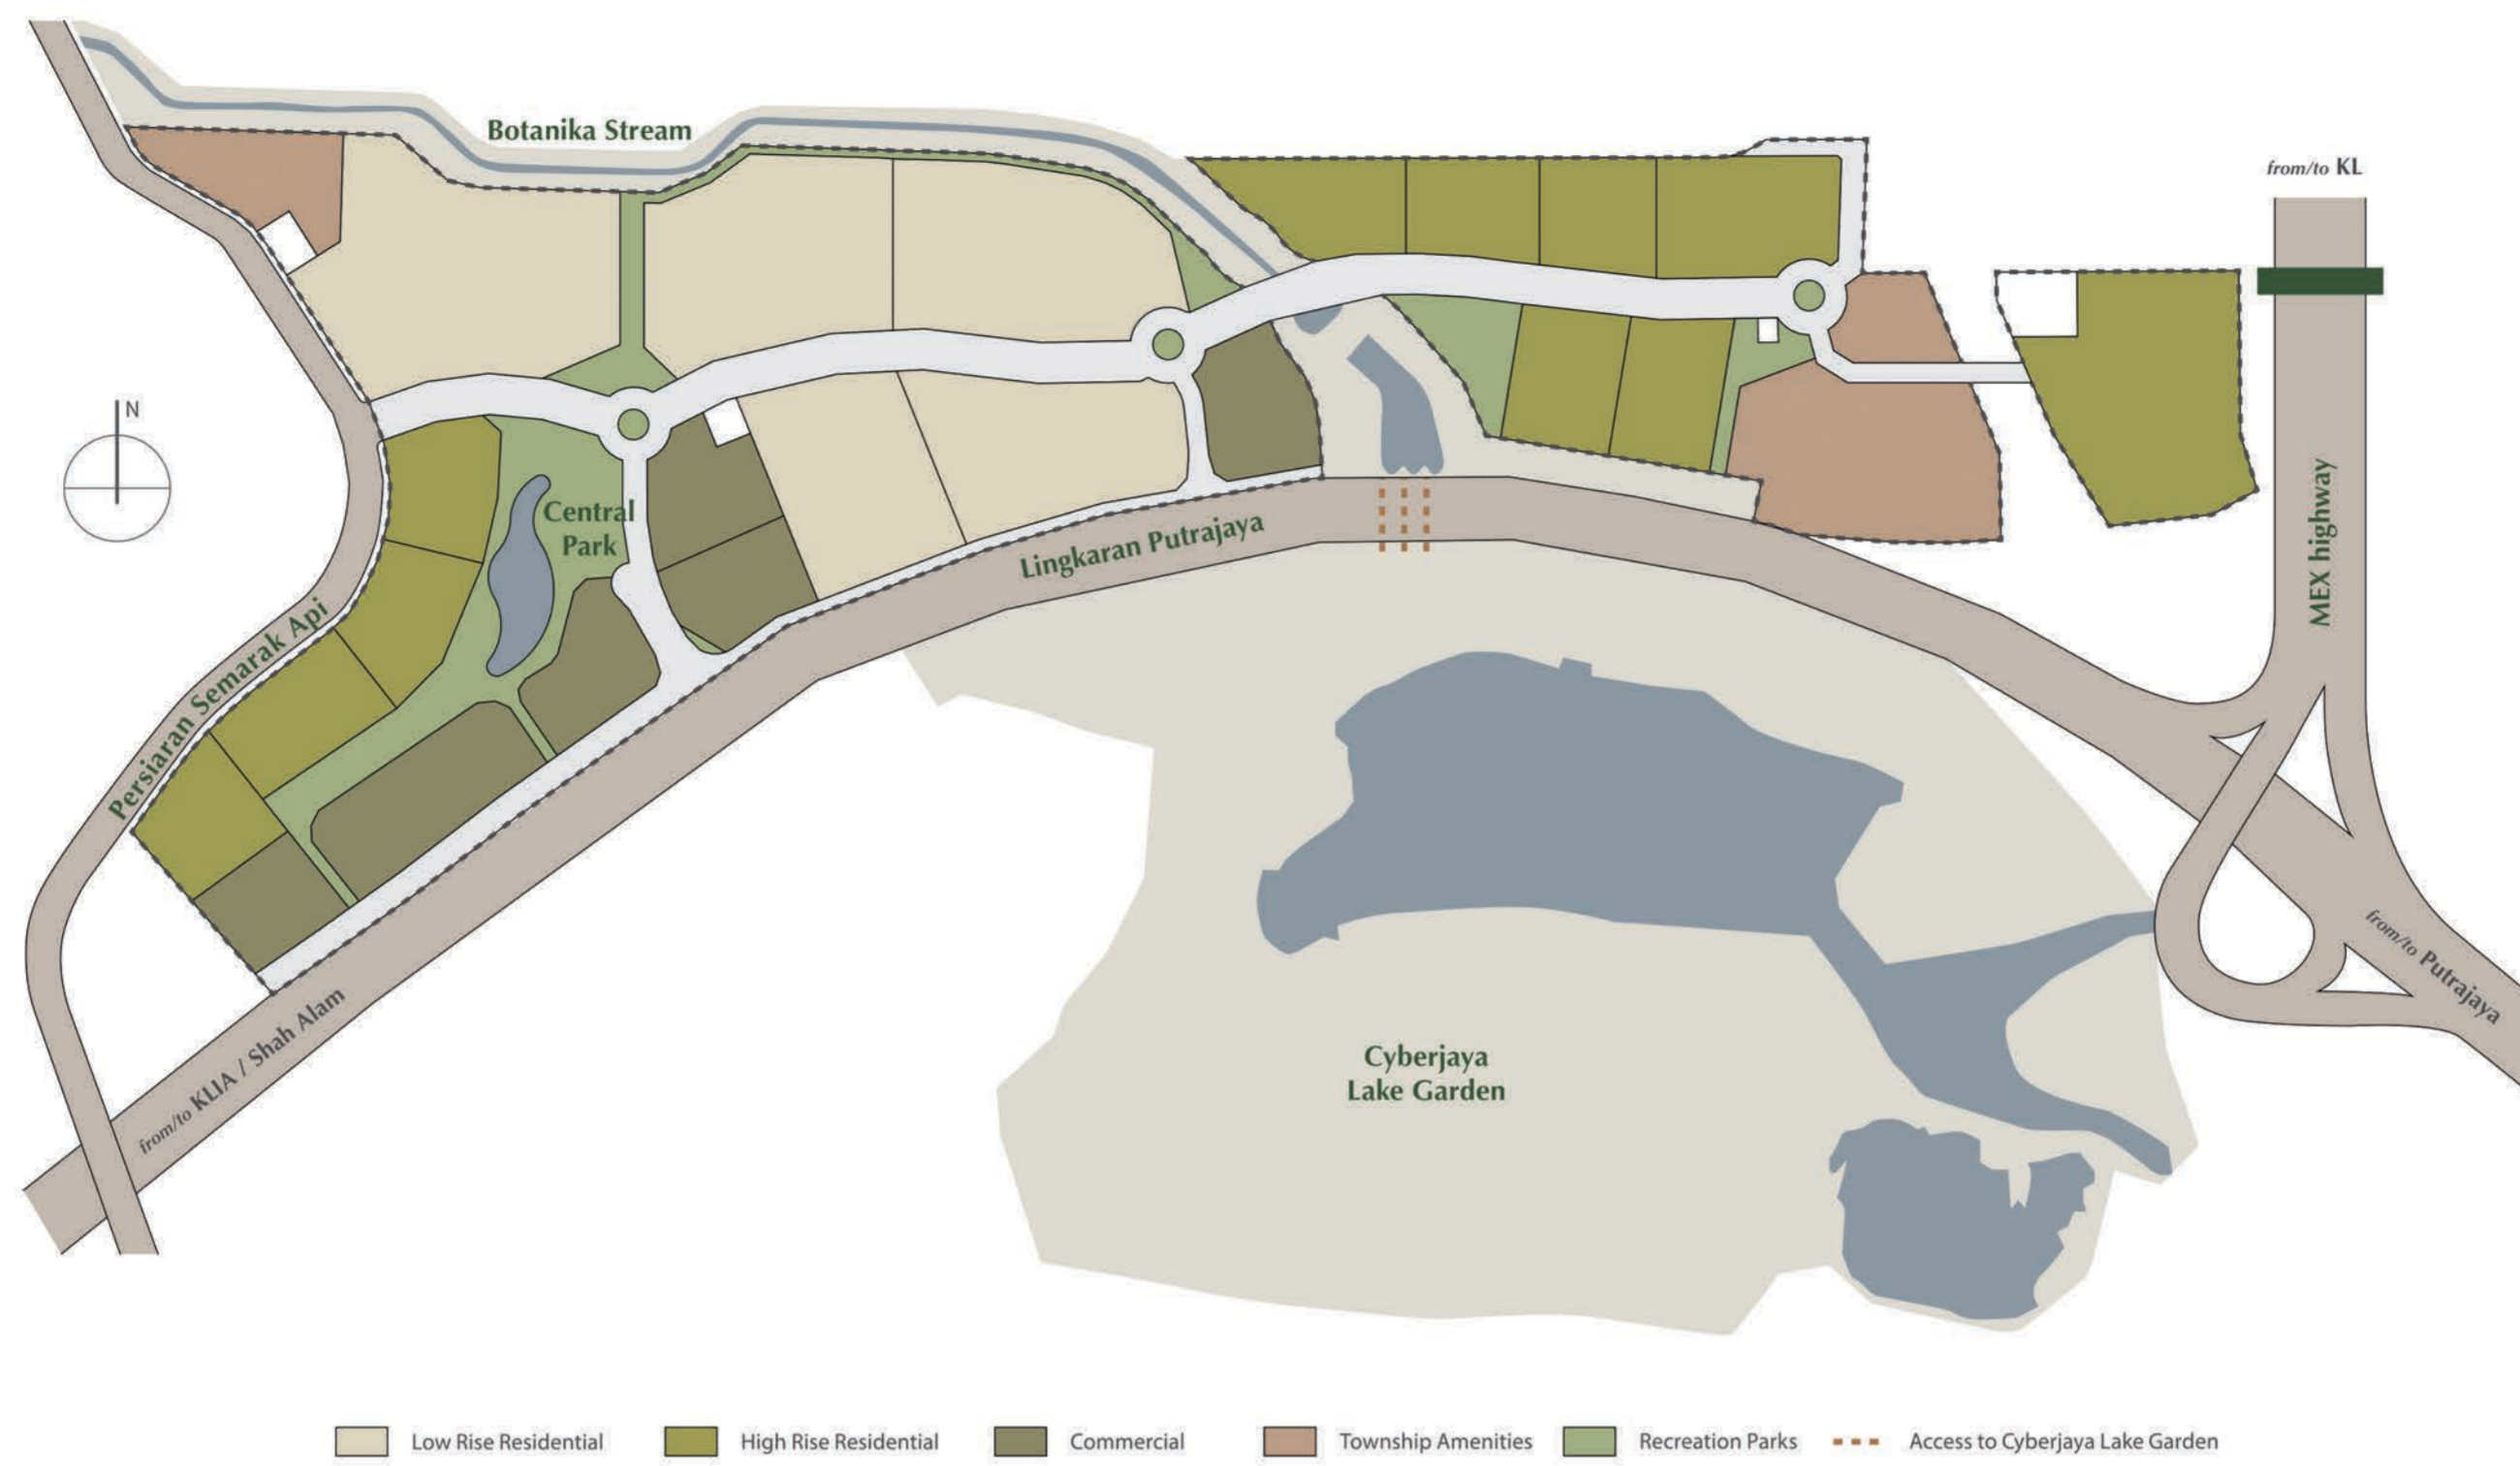 Botanika Stream
from/to KL
N
Central
Park
Lingkaran Putrajaya
MEX highway
Persiaran Semarak Api
from/to Putrajaya
from/to KLIA / Shah Alam
Cyberjaya
Lake Garden
Low Rise Residential
High Rise Residential
Commercial
Township Amenities
Recreation Parks
Access to Cyberjaya Lake Garden